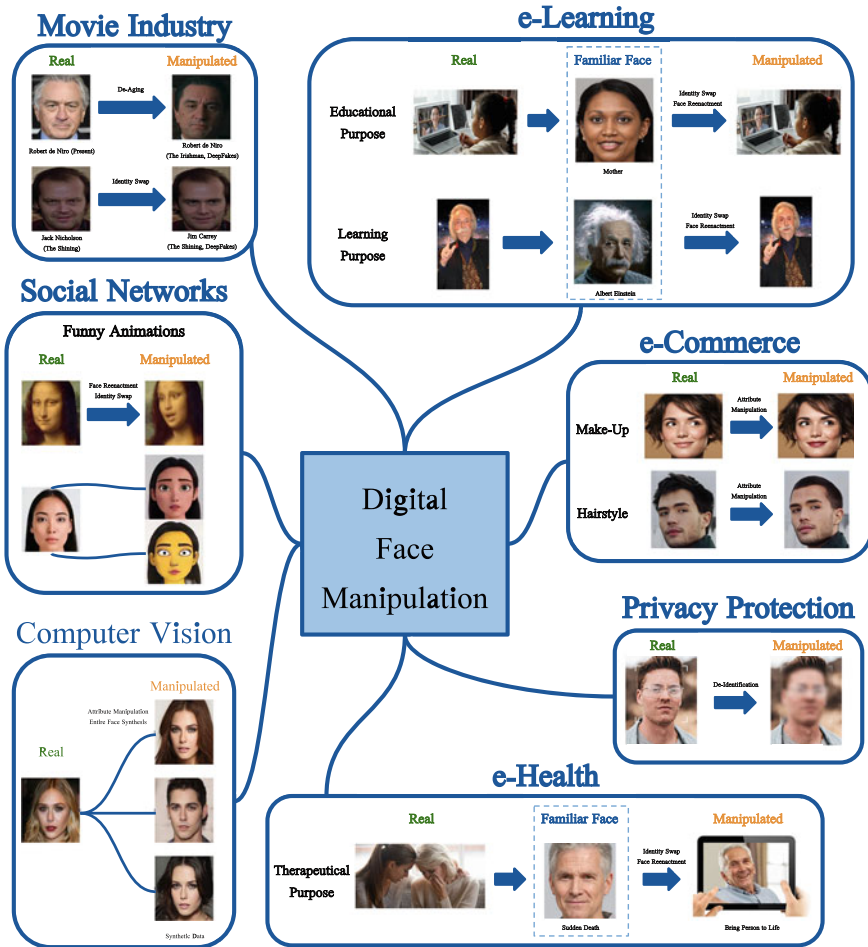 Movie Industry
Real
Manipulated
De-Aging
Robert de Niro (Present)
Robert de Niro
(The Irishman, DeepFakes)
Identity Swap
Jack Nicholson
(The Shining)
Jim Carrey
(The Shining, DeepFakes)
e-Learning
Real
Familiar Face
Manipulated
Educational
Purpose
Identity Swap
Face Reenactment
Mother
Learning
Purpose
Identity Swap
Face Reenactment
Albert Einstein
Social Networks
Funny Animations
Real
Manipulated
Face Reenactment
Identity Swap
e-Commerce
Real
Manipulated
Make-Up
Attribute
Manipulation
Hairstyle
Attribute
Manipulation
Digital
Face
Manipulation
Computer Vision
Manipulated
Attribute Manipulation
Entire Face Synthesis
Real
Synthetic Data
Privacy Protection
Real
Manipulated
De-Identification
e-Health
Real
Familiar Face
Manipulated
Therapeutical
Purpose
Identity Swap
Face Reenactment
Sudden Death
Bring Person to Life